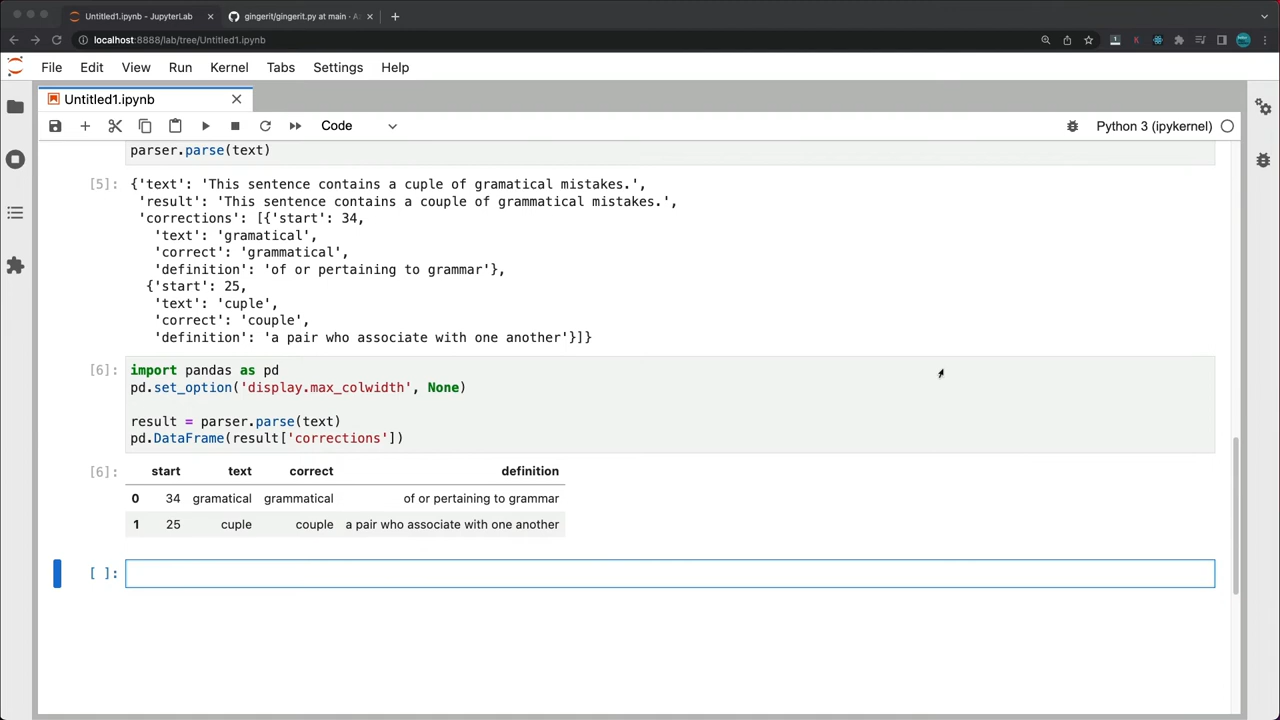 Untitled1.ipynb - JupyterLab
gingerit/gingerit.py at main · A
localhost:8888/lab/tree/Untitled1.ipynb
File Edit View Run Kernel Tabs Settings Help
Untitled1.ipynb
Code
Python 3 (ipykernel)
parser.parse(text)
[5]: {'text': 'This sentence contains a cuple of gramatical mistakes.',
'result': 'This sentence contains a couple of grammatical mistakes.',
'corrections': [{'start': 34,
'text': 'gramatical',
'correct': 'grammatical',
'definition': 'of or pertaining to grammar'},
{'start': 25,
'text': 'cuple',
'correct': 'couple',
'definition': 'a pair who associate with one another'}]}
[6]: import pandas as pd
pd.set_option('display.max_colwidth', None)
result = parser.parse(text)
pd.DataFrame(result['corrections'])
[6]: start text correct definition
0 34 gramatical grammatical of or pertaining to grammar
1 25 cuple couple a pair who associate with one another
[ ]: